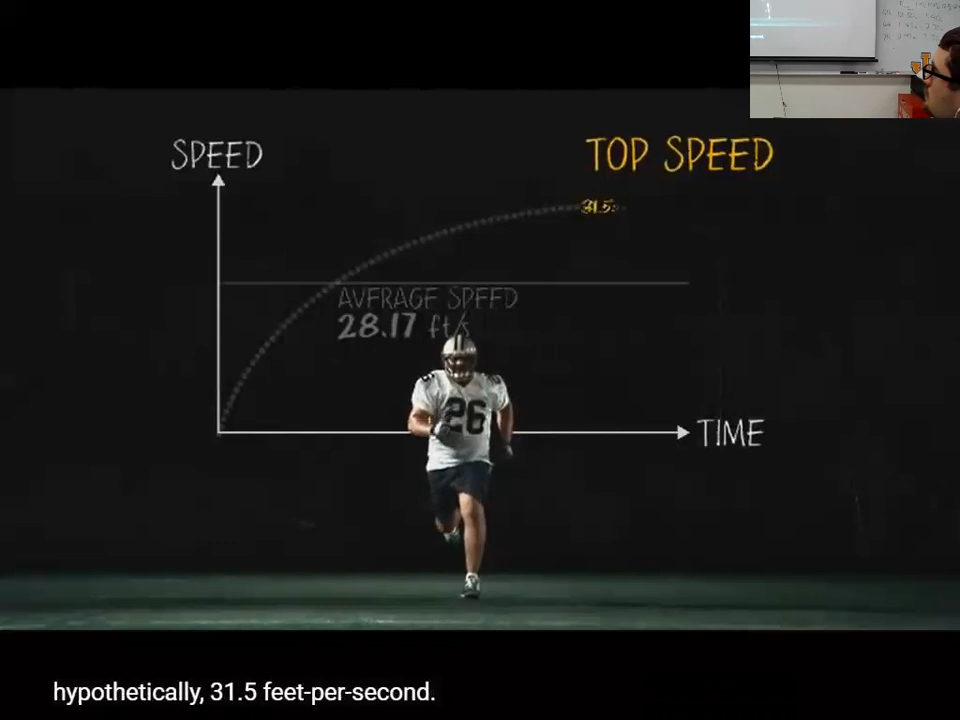 SPEED
TOP SPEED
31.5
AVERAGE SPEED
28.17 ft/s
26
TIME
hypothetically, 31.5 feet-per-second.